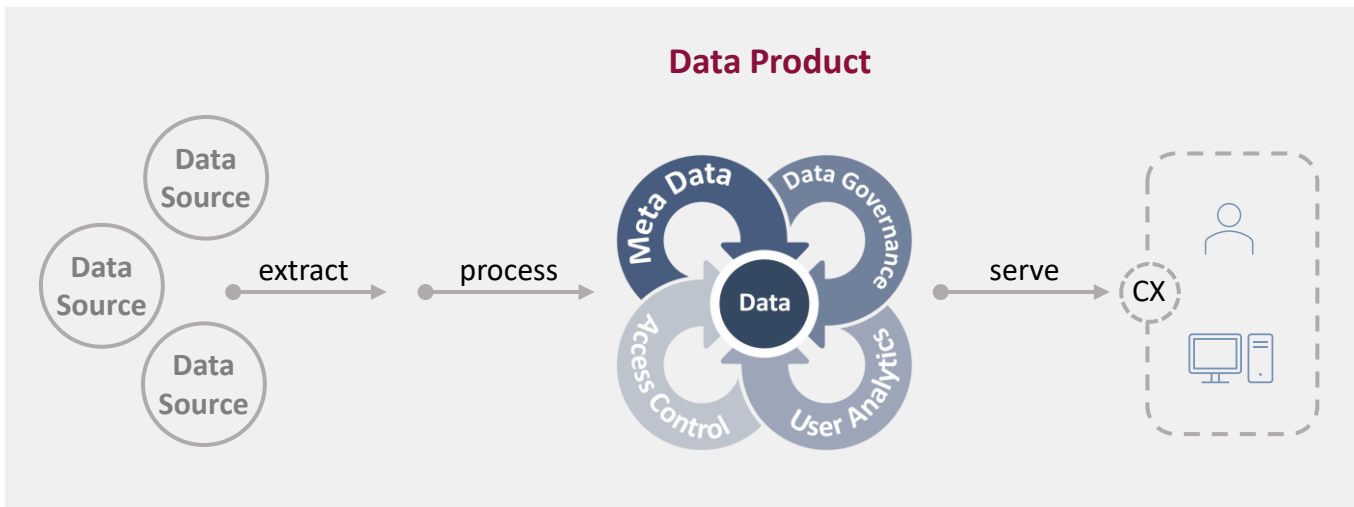 Data Product
Data
Source
Data
Source
Data
Source
extract
process
Meta Data
Data Governance
Data
Access Control
User Analytics
serve
CX